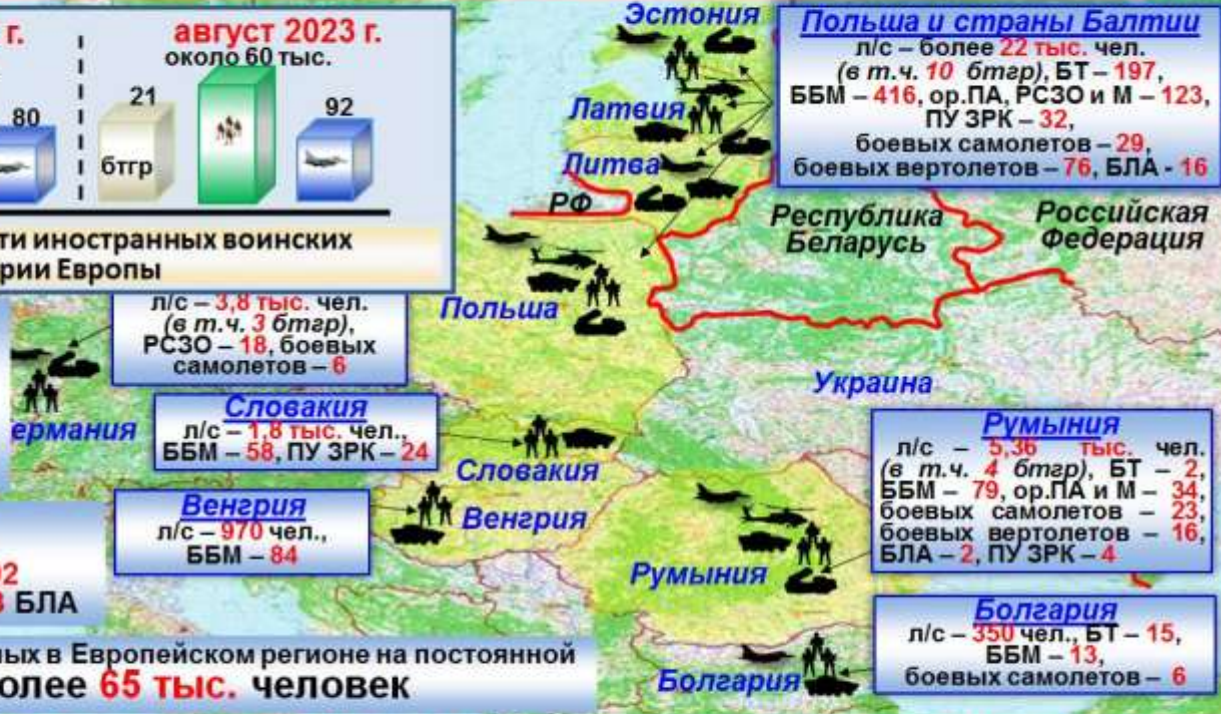 г.
август 2023 г.
около 60 тыс.
80
21
92
бтгр
ти иностранных воинских
рии Европы
Эстония
Латвия
Литва
РФ
Польша и страны Балтии
л/с – более 22 тыс. чел.
(в т.ч. 10 бтгр), БТ – 197,
ББМ – 416, ор.ПА, РСЗО и М – 123,
ПУ ЗРК – 32,
боевых самолетов – 29,
боевых вертолетов – 76, БЛА - 16
Республика
Беларусь
Российская
Федерация
л/с – 3,8 тыс. чел.
(в т.ч. 3 бтгр),
РСЗО – 18, боевых
самолетов – 6
Польша
Украина
ермания
Словакия
л/с – 1,8 тыс. чел.,
ББМ – 58, ПУ ЗРК – 24
Словакия
Венгрия
л/с – 970 чел.,
ББМ – 84
Венгрия
Румыния
л/с – 5,36 тыс. чел.
(в т.ч. 4 бтгр), БТ – 2,
ББМ – 79, ор.ПА и М – 34,
боевых самолетов – 23,
боевых вертолетов – 16,
БЛА – 2, ПУ ЗРК – 4
Румыния
БЛА
Болгария
л/с – 350 чел., БТ – 15,
ББМ – 13,
боевых самолетов – 6
Болгария
ных в Европейском регионе на постоянной
олее 65 тыс. человек